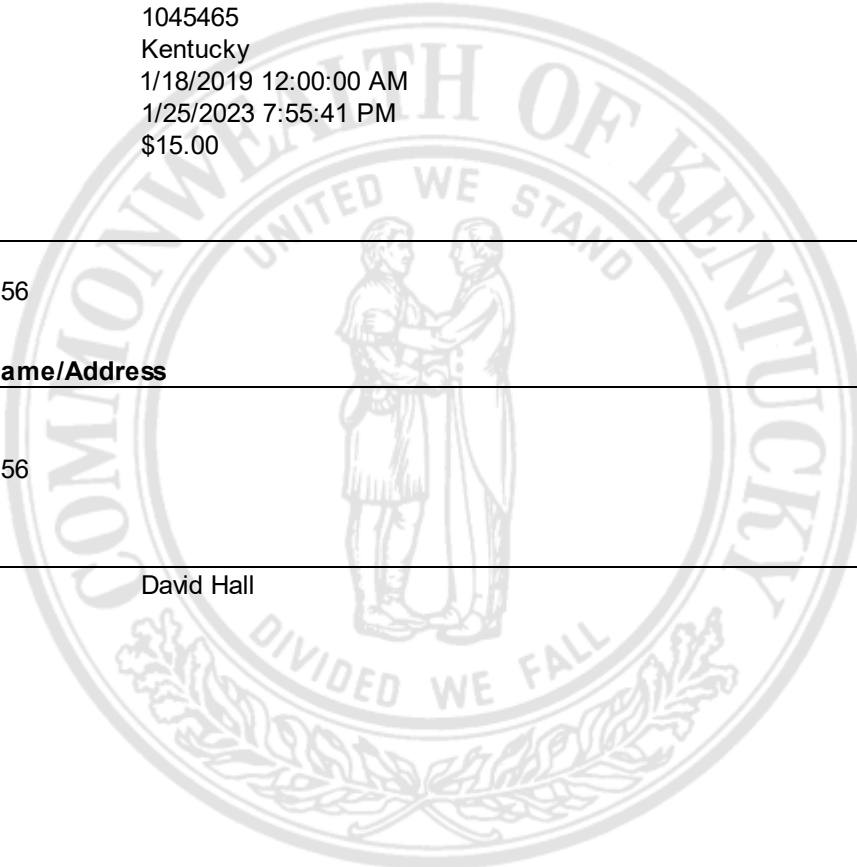 1045465
Kentucky
1/18/2019 12:00:00 AM
1/25/2023 7:55:41 PM
$15.00
COMMONWEALTH OF KENTUCKY
UNITED WE STAND
56
ame/Address
56
David Hall
DIVIDED WE FALL